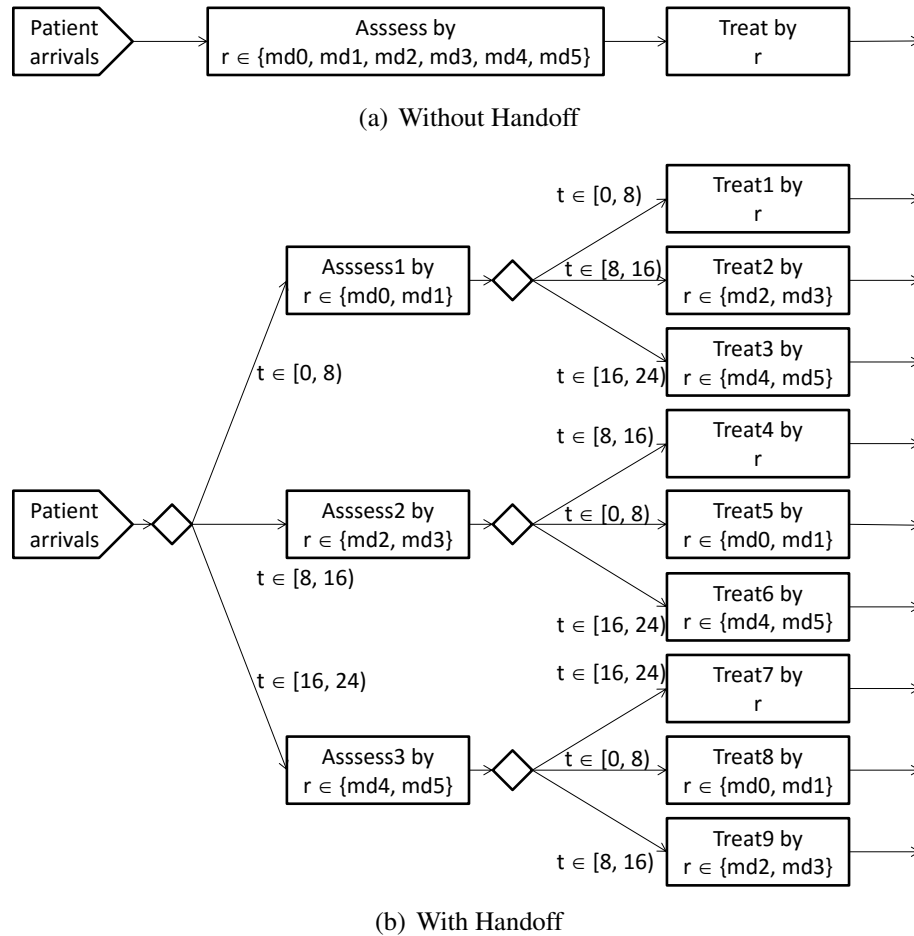 Patient
arrivals
Asssess by
r ∈ {md0, md1, md2, md3, md4, md5}
Treat by
r
(a) Without Handoff
Patient
arrivals
t ∈ [0, 8)
t ∈ [8, 16)
t ∈ [16, 24)
Asssess1 by
r ∈ {md0, md1}
t ∈ [0, 8)
Treat1 by
r
t ∈ [8, 16)
Treat2 by
r ∈ {md2, md3}
t ∈ [16, 24)
Treat3 by
r ∈ {md4, md5}
Asssess2 by
r ∈ {md2, md3}
t ∈ [8, 16)
Treat4 by
r
t ∈ [0, 8)
Treat5 by
r ∈ {md0, md1}
t ∈ [16, 24)
Treat6 by
r ∈ {md4, md5}
Asssess3 by
r ∈ {md4, md5}
t ∈ [16, 24)
Treat7 by
r
t ∈ [0, 8)
Treat8 by
r ∈ {md0, md1}
t ∈ [8, 16)
Treat9 by
r ∈ {md2, md3}
(b) With Handoff